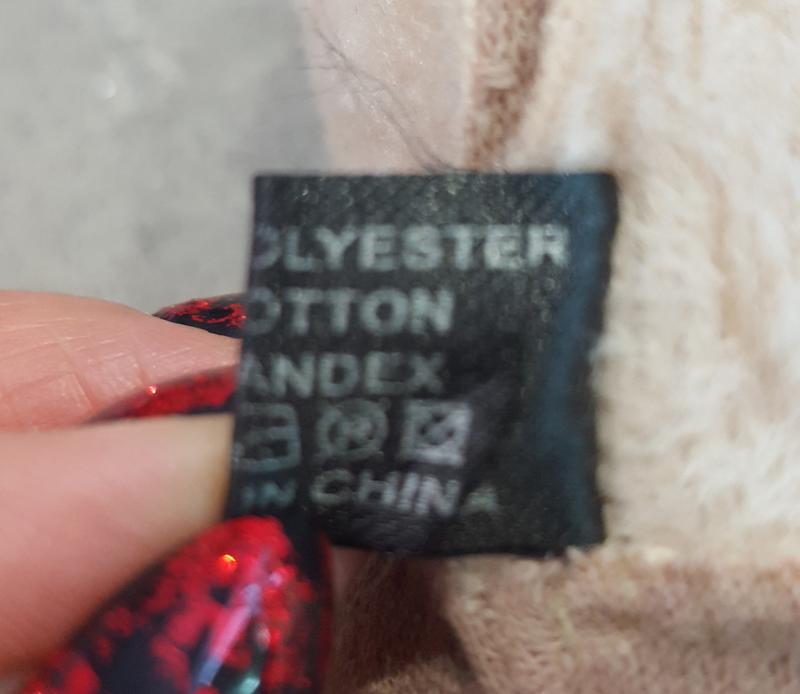 OLYESTER
OTTON
ANDEX
IN CHINA